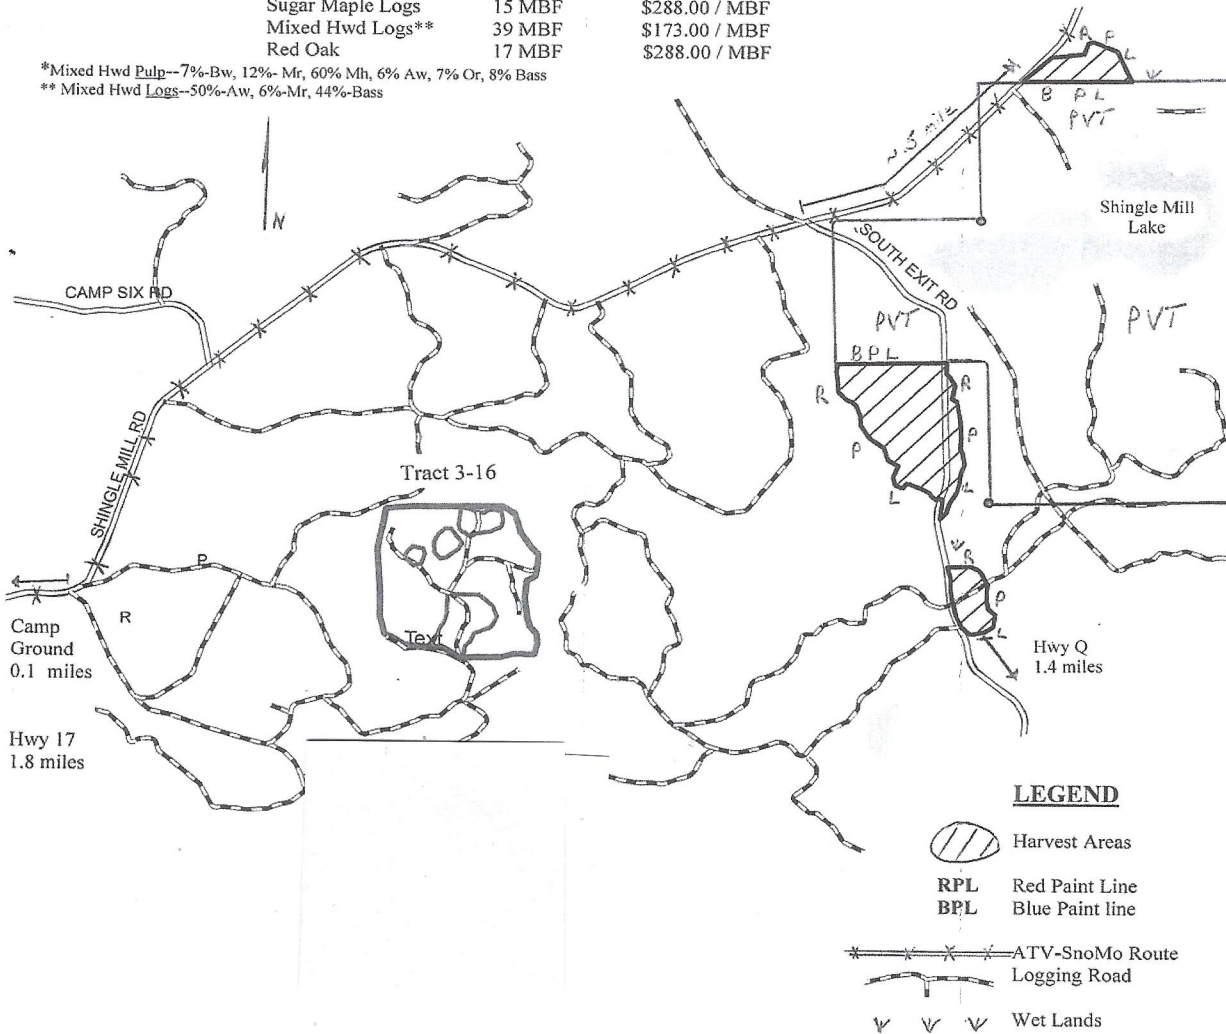 Sugar Maple Logs 15 MBF $288.00 / MBF
Mixed Hwd Logs** 39 MBF $173.00 / MBF
Red Oak 17 MBF $288.00 / MBF
*Mixed Hwd Pulp--7%-Bw, 12%- Mr, 60% Mh, 6% Aw, 7% Or, 8% Bass
** Mixed Hwd Logs--50%-Aw, 6%-Mr, 44%-Bass
R P L
B P L
PVT
~ .5 mile
N
Shingle Mill
Lake
SOUTH EXIT RD
CAMP SIX RD
PVT
PVT
B P L
R
P
L
R
P
L
SHINGLE MILL RD
Tract 3-16
P
R
Text
R
P
L
Camp
Ground
0.1 miles
Hwy Q
1.4 miles
Hwy 17
1.8 miles
LEGEND
Harvest Areas
RPL Red Paint Line
BPL Blue Paint line
ATV-SnoMo Route
Logging Road
Wet Lands